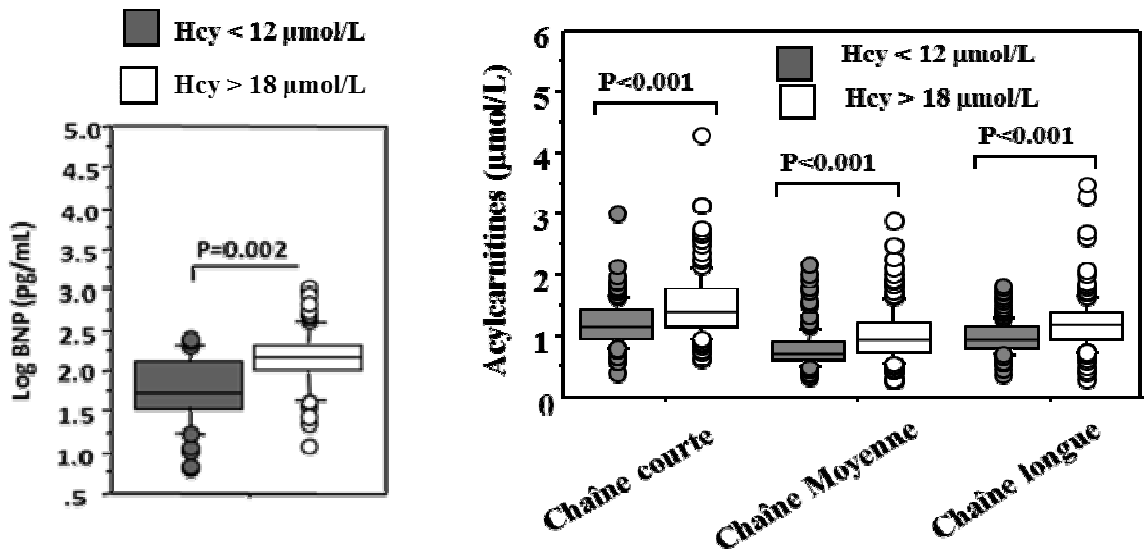 Hcy < 12 µmol/L
Hcy > 18 µmol/L
Log BNP (pg/mL)
5.0
4.5
4.0
3.5
3.0
2.5
2.0
1.5
1.0
.5
P=0.002
Acylcarnitines (µmol/L)
6
5
4
3
2
1
0
Hcy < 12 µmol/L
Hcy > 18 µmol/L
P<0.001
P<0.001
P<0.001
Chaîne courte
Chaîne Moyenne
Chaîne longue